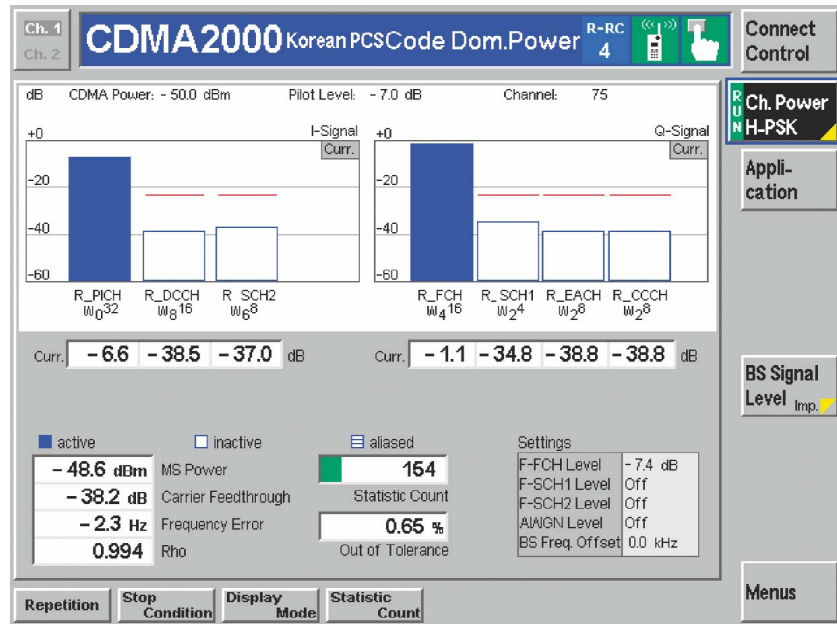 Ch. 1
Ch. 2
CDMA2000 Korean PCS Code Dom.Power
R-RC
4
Connect
Control
dB CDMA Power: - 50.0 dBm Pilot Level: - 7.0 dB Channel: 75
RUN
Ch. Power
H-PSK
Appli-
cation
+0 I-Signal
Curr.
-20
-40
-60
R_PICH R_DCCH R_SCH2
W0 32 W8 16 W6 8
+0 Q-Signal
Curr.
-20
-40
-60
R_FCH R_SCH1 R_EACH R_CCCH
W4 16 W2 4 W2 8 W2 8
Curr. - 6.6 - 38.5 - 37.0 dB
Curr. - 1.1 - 34.8 - 38.8 - 38.8 dB
BS Signal
Level Imp.
active inactive aliased
- 48.6 dBm MS Power
- 38.2 dB Carrier Feedthrough
- 2.3 Hz Frequency Error
0.994 Rho
154
Statistic Count
0.65 %
Out of Tolerance
Settings
F-FCH Level - 7.4 dB
F-SCH1 Level Off
F-SCH2 Level Off
AWGN Level Off
BS Freq. Offset 0.0 kHz
Repetition
Stop
Condition
Display
Mode
Statistic
Count
Menus